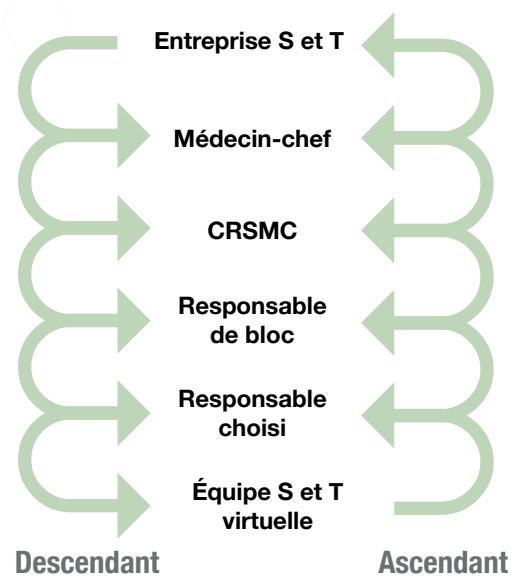 Entreprise S et T
Médecin-chef
CRSMC
Responsable
de bloc
Responsable
choisi
Équipe S et T
virtuelle
Descendant
Ascendant